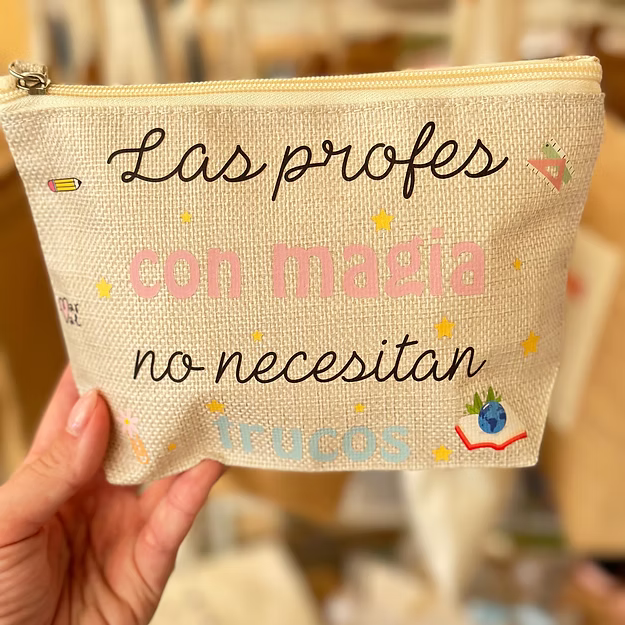 Las profes
con magia
no necesitan
trucos